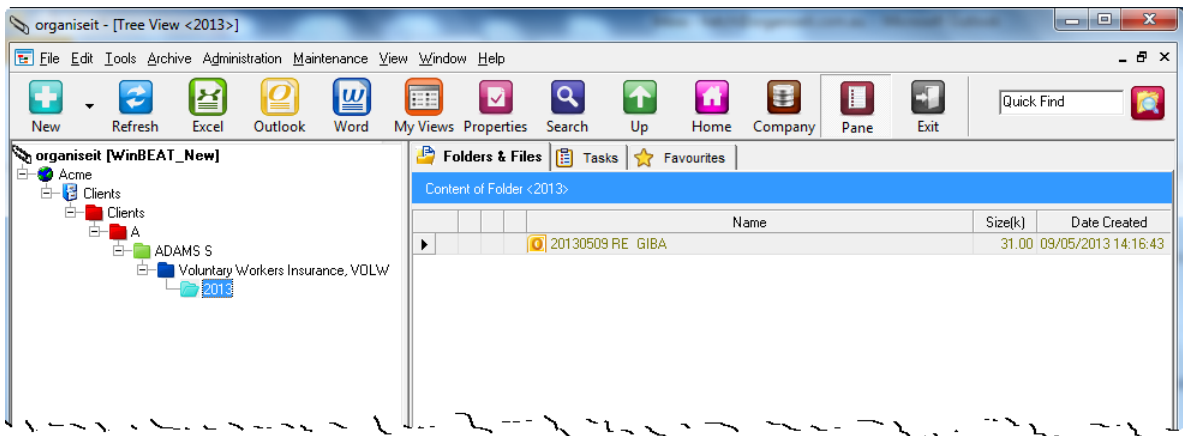 organiseit - [Tree View <2013>]
File Edit Tools Archive Administration Maintenance View Window Help
New Refresh Excel Outlook Word My Views Properties Search Up Home Company Pane Exit Quick Find
organiseit [WinBEAT_New]
Acme
Clients
Clients
A
ADAMS S
Voluntary Workers Insurance, VOLW
2013
Folders & Files Tasks Favourites
Content of Folder <2013>
Name Size(k) Date Created
20130509 RE GIBA 31.00 09/05/2013 14:16:43